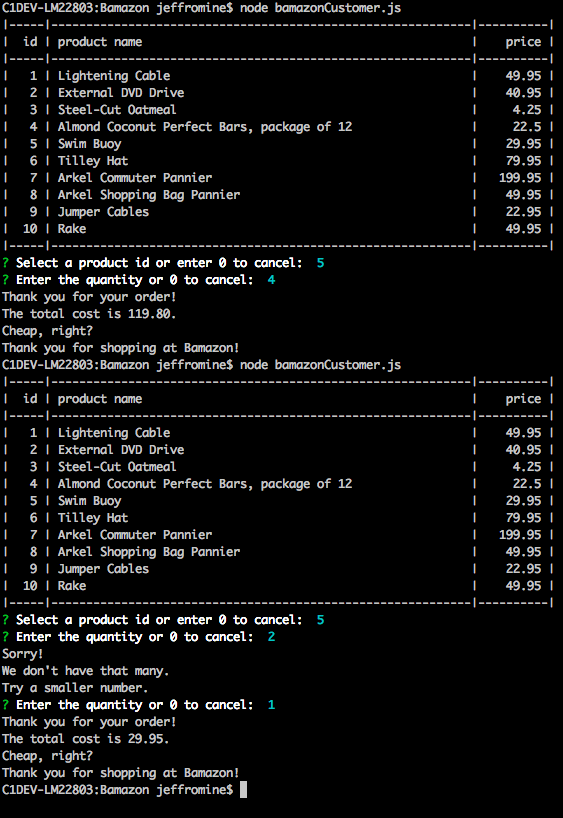 C1DEV-LM22803:Bamazon jeffromine$ node bamazonCustomer.js
|-----|------------------------------------------------------------|----------|
|  id | product name                                               |    price |
|-----|------------------------------------------------------------|----------|
|   1 | Lightening Cable                                           |    49.95 |
|   2 | External DVD Drive                                         |    40.95 |
|   3 | Steel-Cut Oatmeal                                          |     4.25 |
|   4 | Almond Coconut Perfect Bars, package of 12                 |     22.5 |
|   5 | Swim Buoy                                                  |    29.95 |
|   6 | Tilley Hat                                                 |    79.95 |
|   7 | Arkel Commuter Pannier                                     |   199.95 |
|   8 | Arkel Shopping Bag Pannier                                 |    49.95 |
|   9 | Jumper Cables                                              |    22.95 |
|  10 | Rake                                                       |    49.95 |
|-----|------------------------------------------------------------|----------|
? Select a product id or enter 0 to cancel:  5
? Enter the quantity or 0 to cancel:  4
Thank you for your order!
The total cost is 119.80.
Cheap, right?
Thank you for shopping at Bamazon!
C1DEV-LM22803:Bamazon jeffromine$ node bamazonCustomer.js
|-----|------------------------------------------------------------|----------|
|  id | product name                                               |    price |
|-----|------------------------------------------------------------|----------|
|   1 | Lightening Cable                                           |    49.95 |
|   2 | External DVD Drive                                         |    40.95 |
|   3 | Steel-Cut Oatmeal                                          |     4.25 |
|   4 | Almond Coconut Perfect Bars, package of 12                 |     22.5 |
|   5 | Swim Buoy                                                  |    29.95 |
|   6 | Tilley Hat                                                 |    79.95 |
|   7 | Arkel Commuter Pannier                                     |   199.95 |
|   8 | Arkel Shopping Bag Pannier                                 |    49.95 |
|   9 | Jumper Cables                                              |    22.95 |
|  10 | Rake                                                       |    49.95 |
|-----|------------------------------------------------------------|----------|
? Select a product id or enter 0 to cancel:  5
? Enter the quantity or 0 to cancel:  2
Sorry!
We don't have that many.
Try a smaller number.
? Enter the quantity or 0 to cancel:  1
Thank you for your order!
The total cost is 29.95.
Cheap, right?
Thank you for shopping at Bamazon!
C1DEV-LM22803:Bamazon jeffromine$